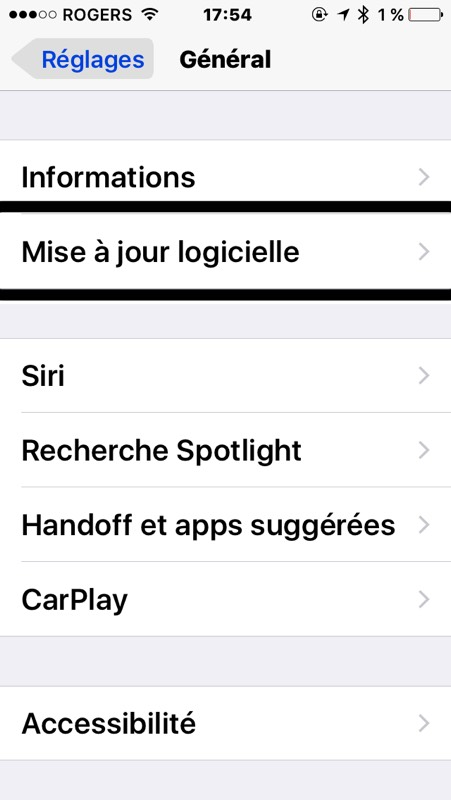 ROGERS 17:54 1 %
Réglages Général
Informations
Mise à jour logicielle
Siri
Recherche Spotlight
Handoff et apps suggérées
CarPlay
Accessibilité